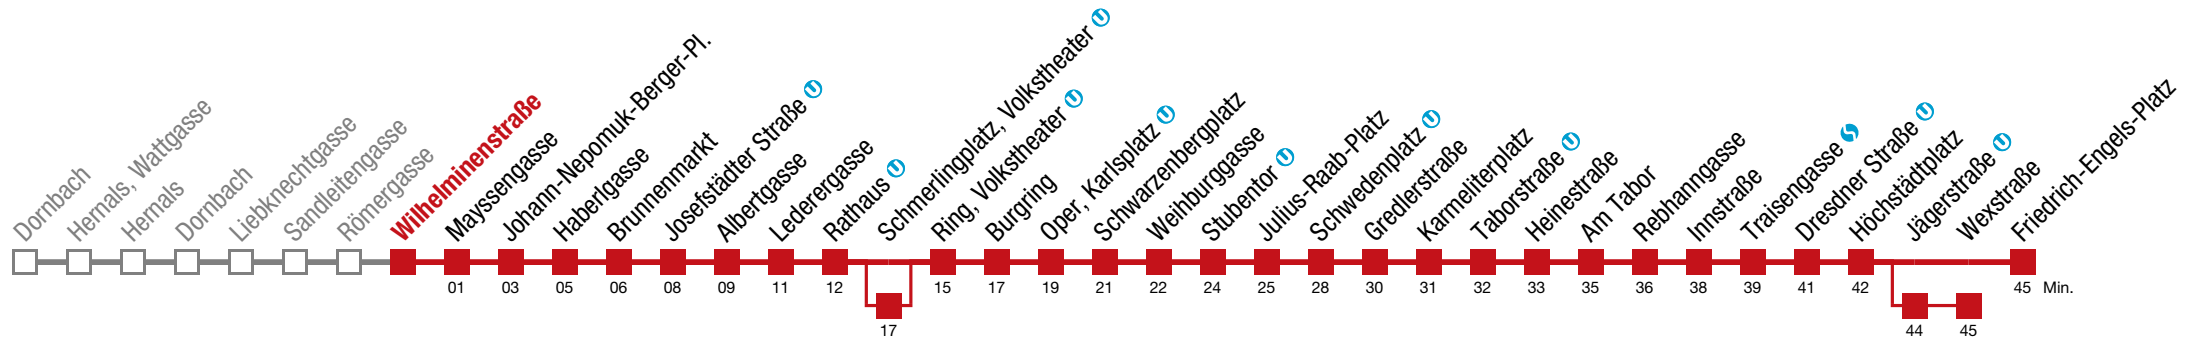 Dornbach
Hernals, Wattgasse
Hernals
Dornbach
Liebknechtgasse
Sandleitengasse
Römergasse
Wilhelminenstraße
Mayssengasse
Johann-Nepomuk-Berger-Pl.
Haberlgasse
Brunnenmarkt
Josefstädter Straße U
Albertgasse
Lederergasse
Rathaus U
Schmerlingplatz, Volkstheater U
Ring, Volkstheater U
Burgring
Oper, Karlsplatz U
Schwarzenbergplatz
Weihburggasse
Stubentor U
Julius-Raab-Platz
Schwedenplatz U
Gredlerstraße
Karmeliterplatz
Taborstraße U
Heinestraße
Am Tabor
Rebhanngasse
Innstraße
Traisengasse S
Dresdner Straße U
Höchstädtplatz
Jägerstraße U
Wexstraße
Friedrich-Engels-Platz
01 03 05 06 08 09 11 12 15 17 19 21 22 24 25 28 30 31 32 33 35 36 38 39 41 42 45 Min.
17 44 45